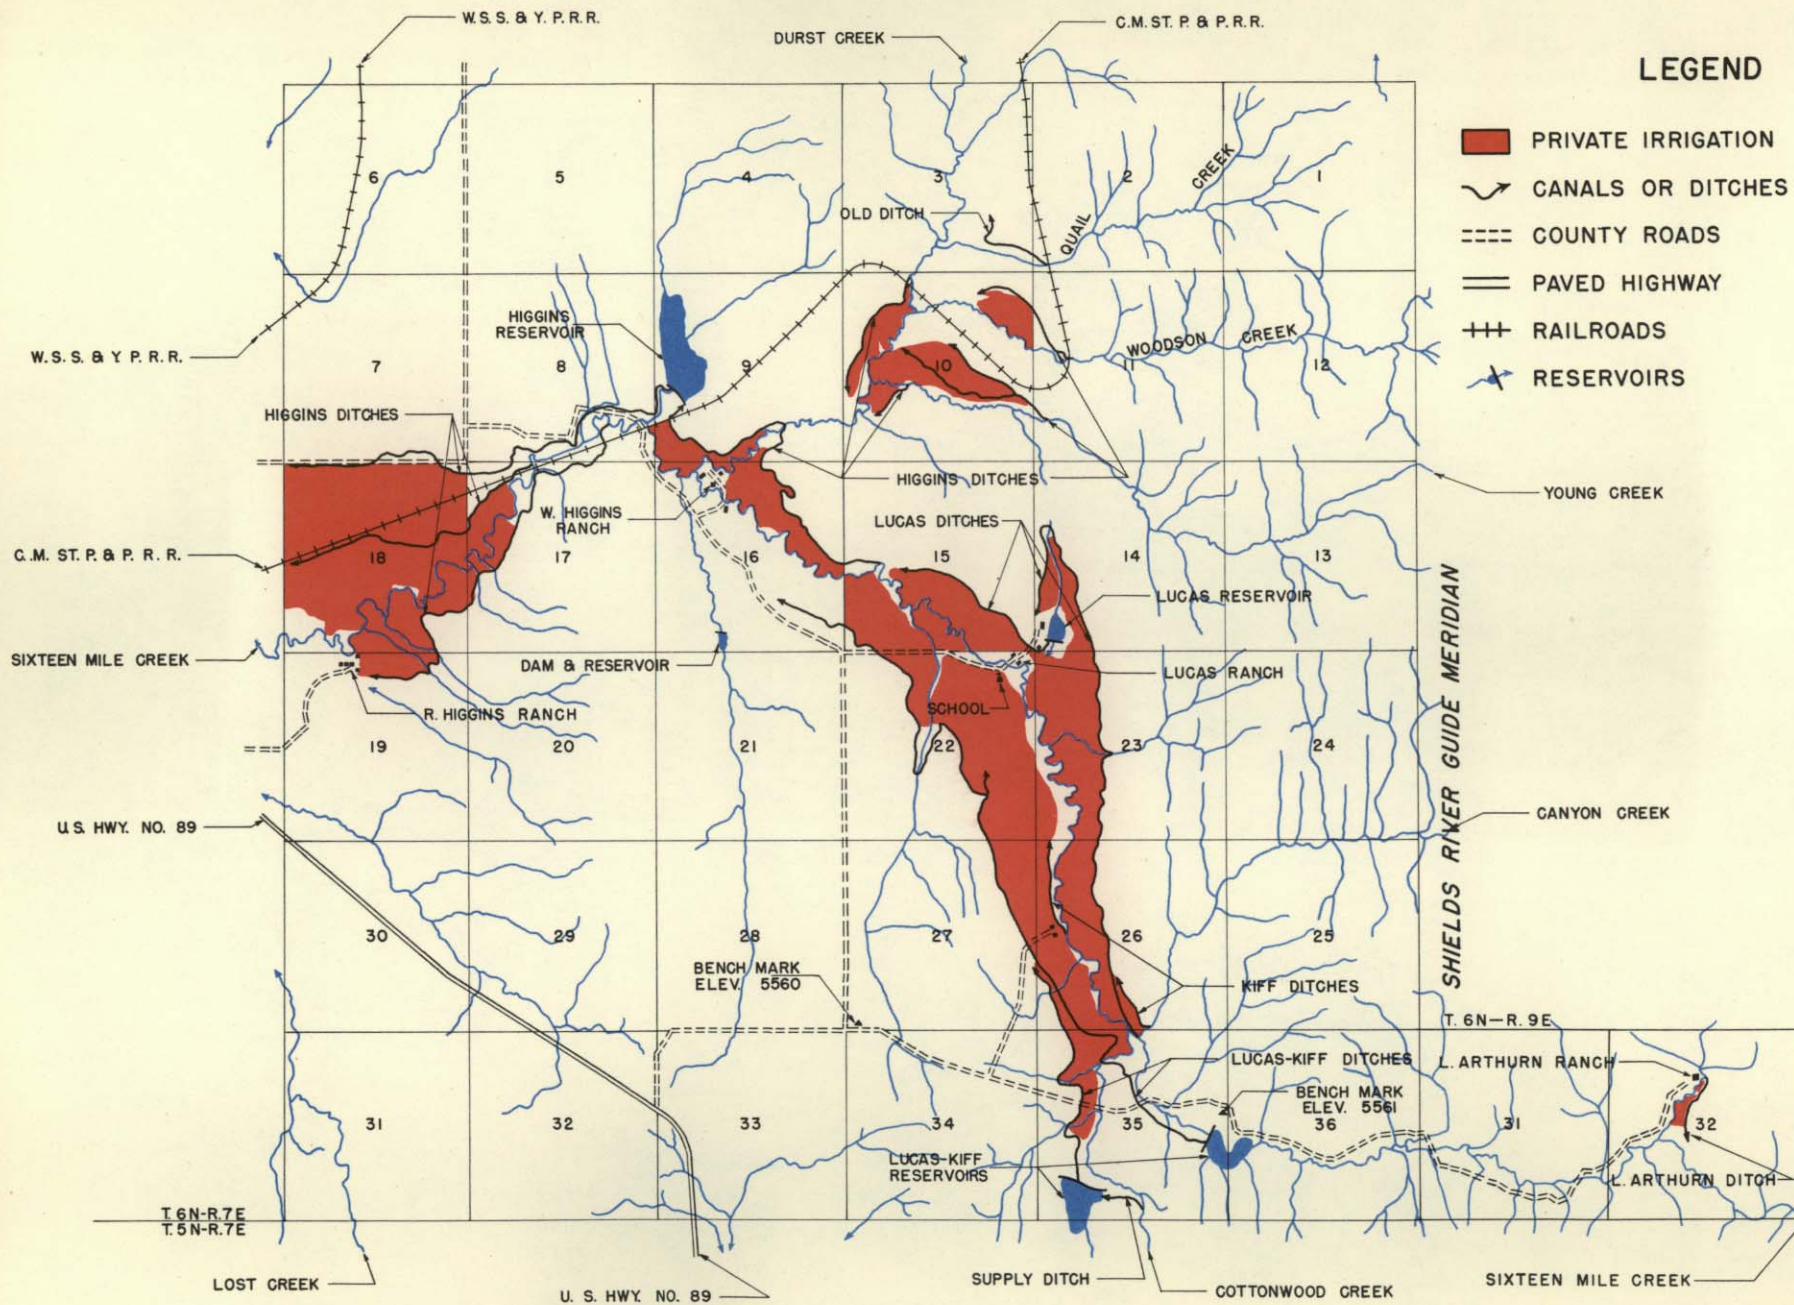 W.S.S. & Y. P.R.R.
C.M. ST. P. & P.R.R.
DURST CREEK
LEGEND
PRIVATE IRRIGATION
CANALS OR DITCHES
COUNTY ROADS
PAVED HIGHWAY
RAILROADS
RESERVOIRS
6
5
4
3
2
1
CREEK
OLD DITCH
QUAIL
HIGGINS
RESERVOIR
W.S.S. & Y P.R.R.
WOODSON CREEK
7
8
9
10
11
12
HIGGINS DITCHES
HIGGINS DITCHES
YOUNG CREEK
W. HIGGINS
RANCH
LUCAS DITCHES
C.M. ST. P. & P. R. R.
18
17
16
15
14
13
LUCAS RESERVOIR
SIXTEEN MILE CREEK
DAM & RESERVOIR
LUCAS RANCH
R. HIGGINS RANCH
SCHOOL
19
20
21
22
23
24
SHIELDS RIVER GUIDE MERIDIAN
U.S. HWY. NO. 89
CANYON CREEK
30
29
28
27
26
25
BENCH MARK
ELEV. 5560
KIFF DITCHES
T. 6N-R. 9E
LUCAS-KIFF DITCHES
L. ARTHURN RANCH
BENCH MARK
ELEV. 5561
31
32
33
34
35
36
31
32
LUCAS-KIFF
RESERVOIRS
L. ARTHURN DITCH
T. 6N-R.7E
T. 5N-R.7E
LOST CREEK
U. S. HWY. NO. 89
SUPPLY DITCH
COTTONWOOD CREEK
SIXTEEN MILE CREEK